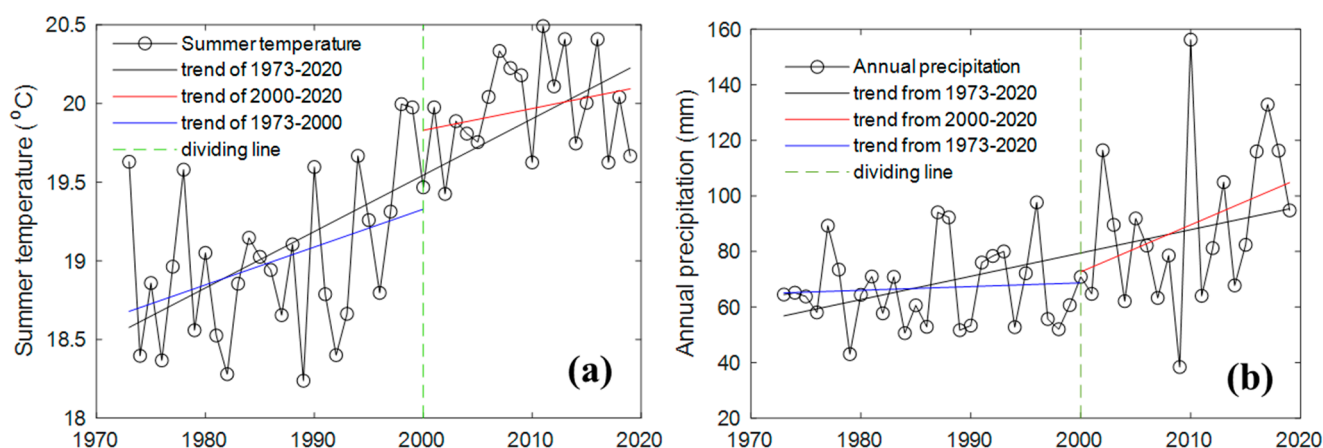 (a)
Summer temperature (°C)
20.5
20
19.5
19
18.5
18
Summer temperature
trend of 1973-2020
trend of 2000-2020
trend of 1973-2000
dividing line
(a)
1970
1980
1990
2000
2010
2020
Annual precipitation (mm)
160
140
120
100
80
60
40
20
Annual precipitation
trend from 1973-2020
trend from 2000-2020
trend from 1973-2020
dividing line
(b)
1970
1980
1990
2000
2010
2020